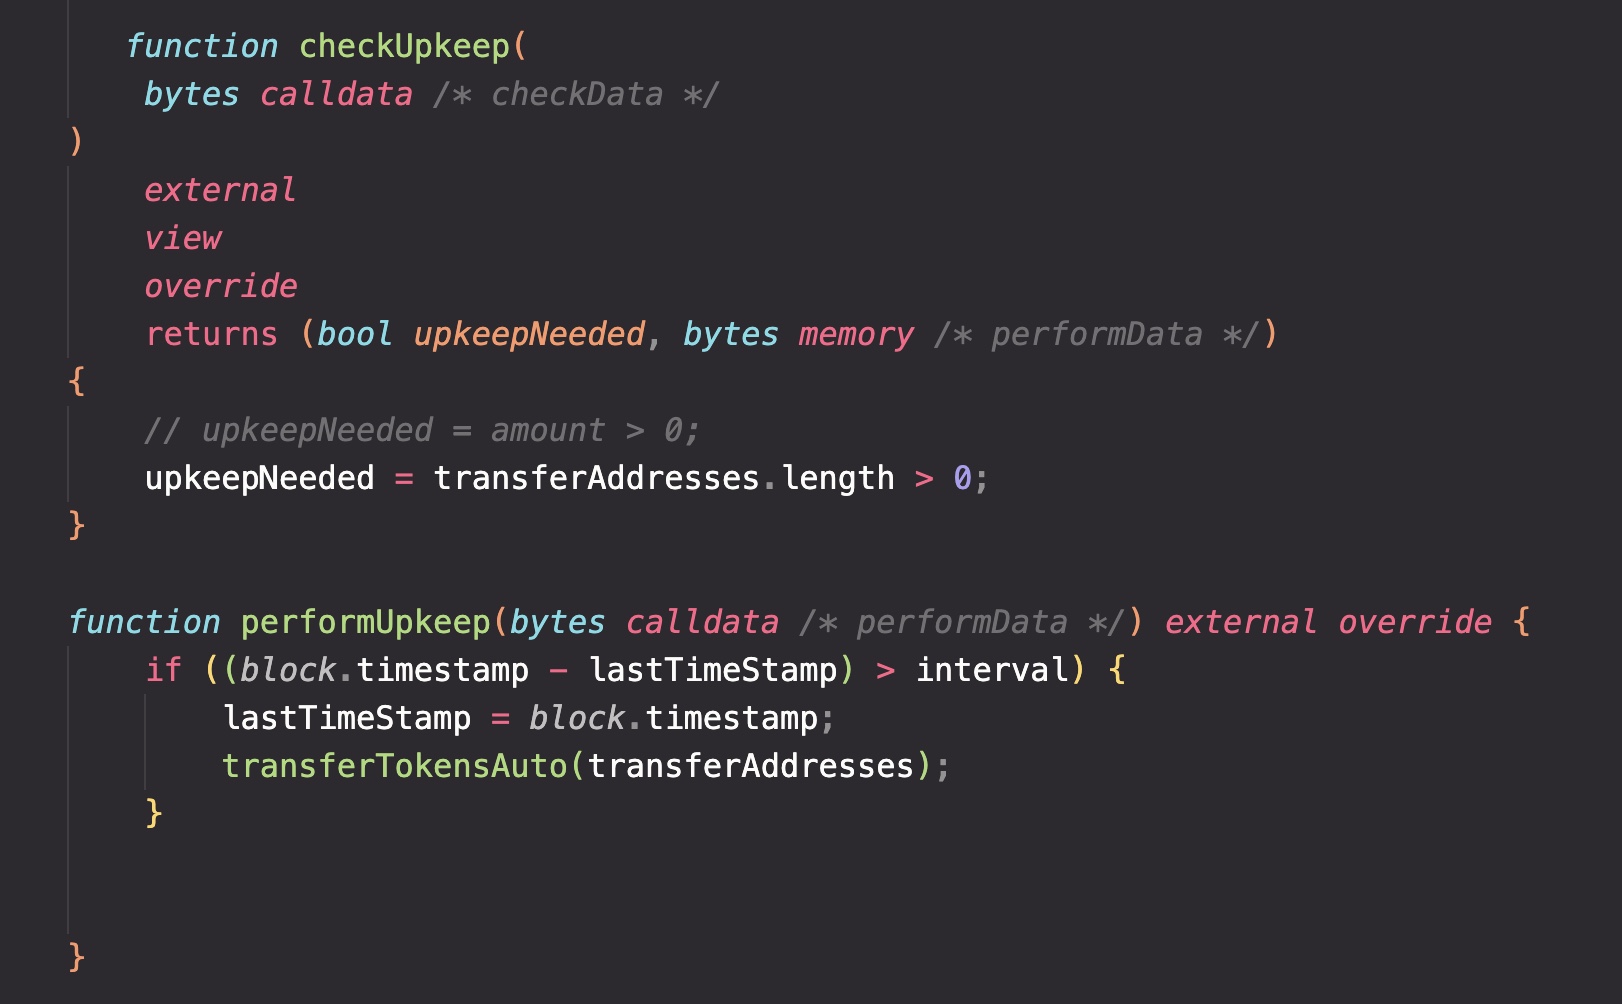 function checkUpkeep(
bytes calldata /* checkData */
)
external
view
override
returns (bool upkeepNeeded, bytes memory /* performData */)
{
// upkeepNeeded = amount > 0;
upkeepNeeded = transferAddresses.length > 0;
}
function performUpkeep(bytes calldata /* performData */) external override {
if ((block.timestamp - lastTimeStamp) > interval) {
lastTimeStamp = block.timestamp;
transferTokensAuto(transferAddresses);
}
}